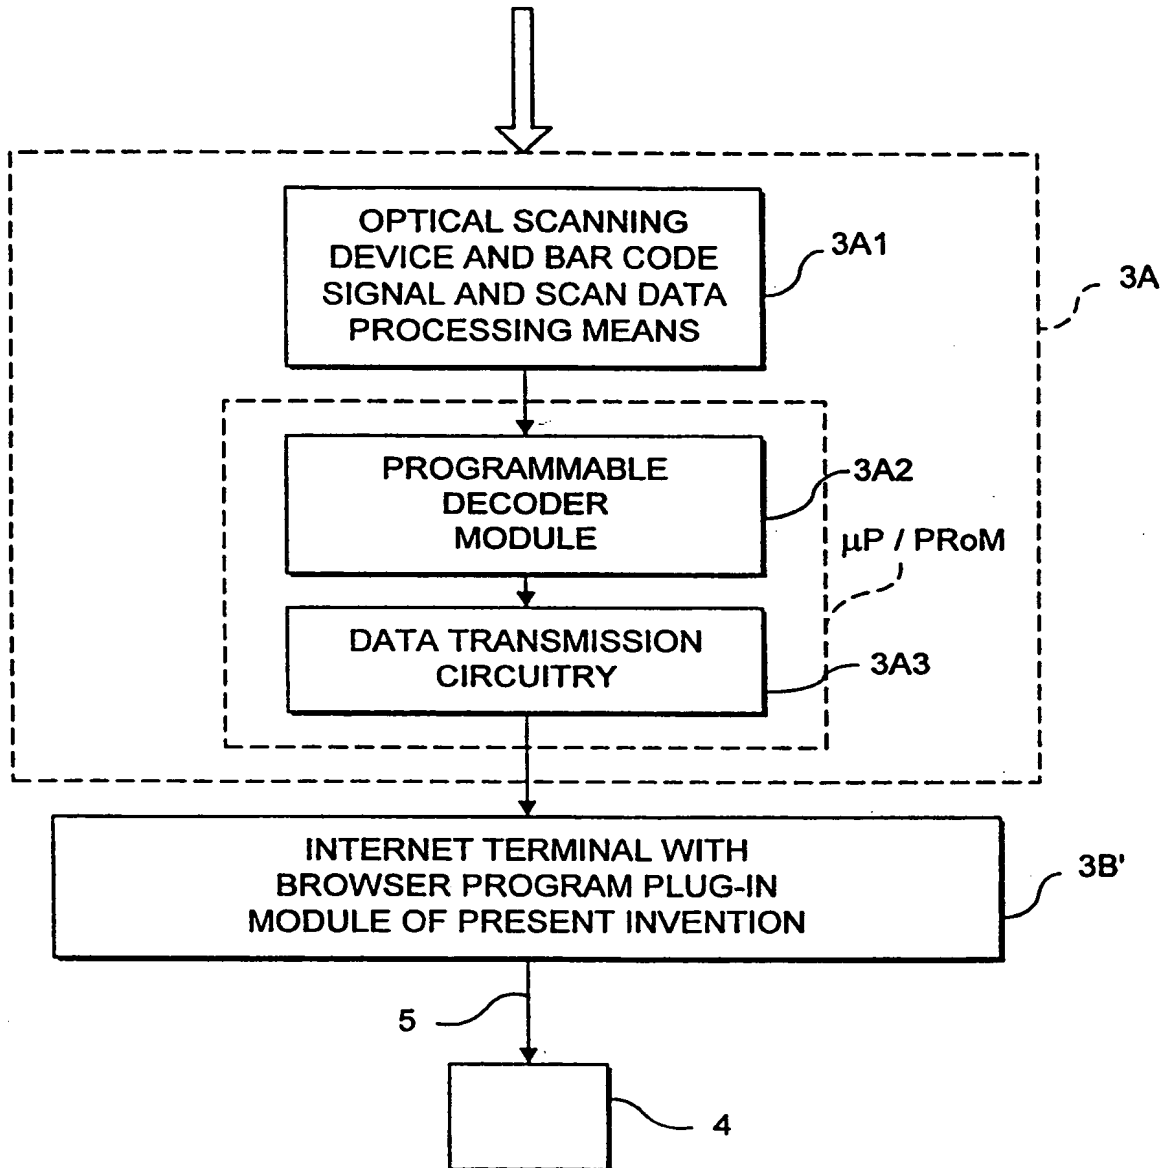 OPTICAL SCANNING
DEVICE AND BAR CODE
SIGNAL AND SCAN DATA
PROCESSING MEANS
3A1
3A
PROGRAMMABLE
DECODER
MODULE
3A2
μP / PRoM
DATA TRANSMISSION
CIRCUITRY
3A3
INTERNET TERMINAL WITH
BROWSER PROGRAM PLUG-IN
MODULE OF PRESENT INVENTION
3B'
5
4